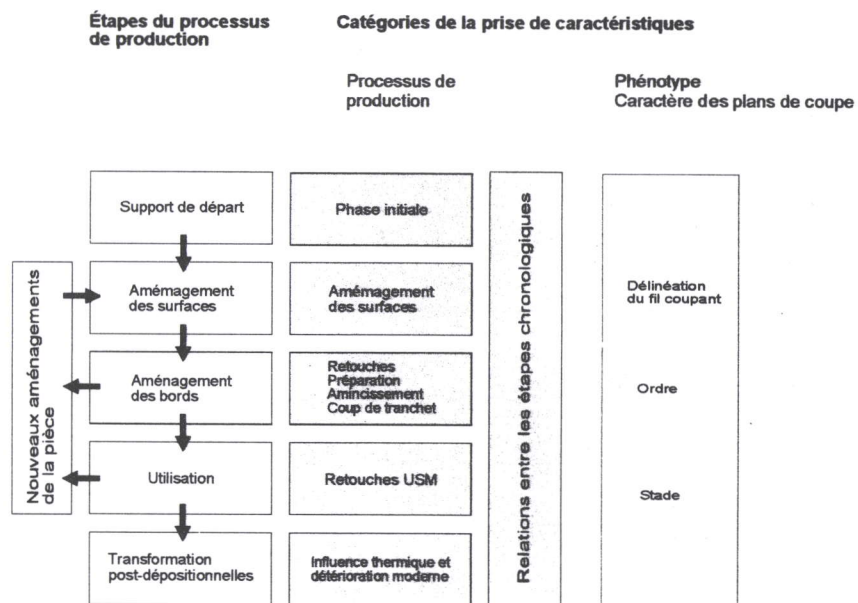 Étapes du processus
de production
Catégories de la prise de caractéristiques
Processus de
production
Phénotype
Caractère des plans de coupe
Support de départ
Phase initiale
Amémagement
des surfaces
Amémagement
des surfaces
Aménagement
des bords
Retouches
Préparation
Amincissement
Coup de tranchet
Utilisation
Retouches USM
Transformation
post-dépositionnelles
Influence thermique et
détérioration moderne
Nouveaux aménagements
de la pièce
Relations entre les étapes chronologiques
Délinéation
du fil coupant
Ordre
Stade